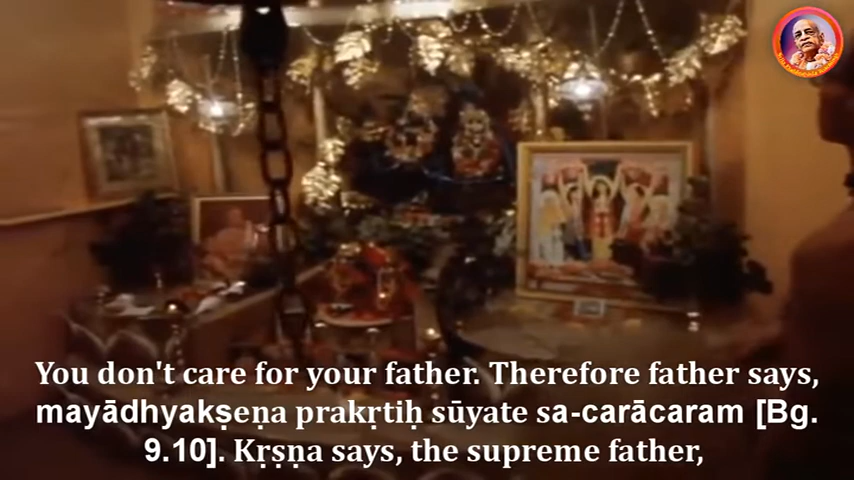 You don't care for your father. Therefore father says,
mayādhyakṣeṇa prakṛtiḥ sūyate sa-carācaram [Bg.
9.10]. Kṛṣṇa says, the supreme father,